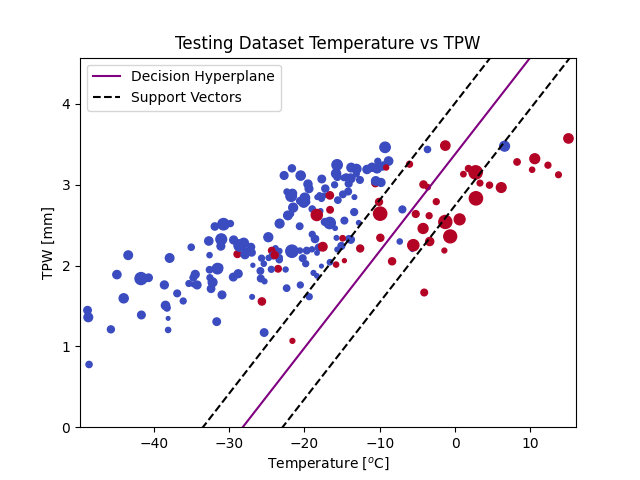 Testing Dataset Temperature vs TPW
Decision Hyperplane
Support Vectors
TPW [mm]
4
3
2
1
0
−40
−30
−20
−10
0
10
Temperature [°C]